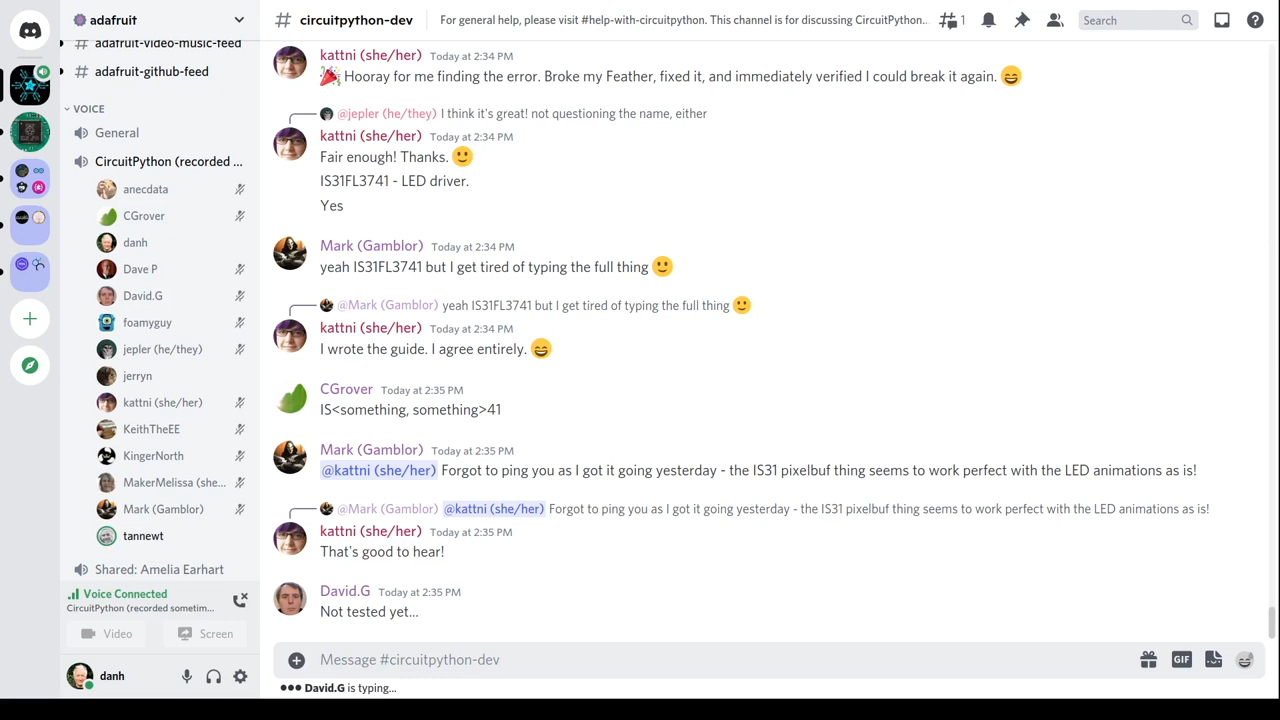 adafruit
# adafruit-video-music-feed
# adafruit-github-feed
VOICE
General
CircuitPython (recorded ...
anecdata
CGrover
danh
Dave P
David.G
foamyguy
jepler (he/they)
jerryn
kattni (she/her)
KeithTheEE
KingerNorth
MakerMelissa (she...
Mark (Gamblor)
tannewt
Shared: Amelia Earhart
Voice Connected
CircuitPython (recorded sometim...
Video
Screen
danh
# circuitpython-dev
For general help, please visit #help-with-circuitpython. This channel is for discussing CircuitPython...
1
Search
kattni (she/her) Today at 2:34 PM
🎉 Hooray for me finding the error. Broke my Feather, fixed it, and immediately verified I could break it again. 😄
@jepler (he/they) I think it's great! not questioning the name, either
kattni (she/her) Today at 2:34 PM
Fair enough! Thanks. 🙂
IS31FL3741 - LED driver.
Yes
Mark (Gamblor) Today at 2:34 PM
yeah IS31FL3741 but I get tired of typing the full thing 🙂
@Mark (Gamblor) yeah IS31FL3741 but I get tired of typing the full thing 🙂
kattni (she/her) Today at 2:34 PM
I wrote the guide. I agree entirely. 😄
CGrover Today at 2:35 PM
IS<something, something>41
Mark (Gamblor) Today at 2:35 PM
@kattni (she/her) Forgot to ping you as I got it going yesterday - the IS31 pixelbuf thing seems to work perfect with the LED animations as is!
@Mark (Gamblor) @kattni (she/her) Forgot to ping you as I got it going yesterday - the IS31 pixelbuf thing seems to work perfect with the LED animations as is!
kattni (she/her) Today at 2:35 PM
That's good to hear!
David.G Today at 2:35 PM
Not tested yet...
Message #circuitpython-dev
GIF
David.G is typing...